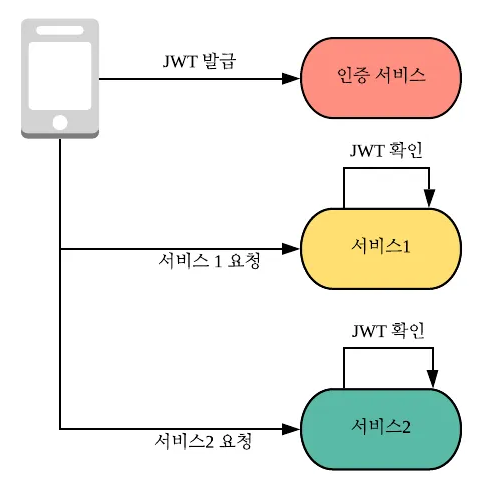 JWT 발급
인증 서비스
JWT 확인
서비스1
서비스 1 요청
JWT 확인
서비스2
서비스2 요청